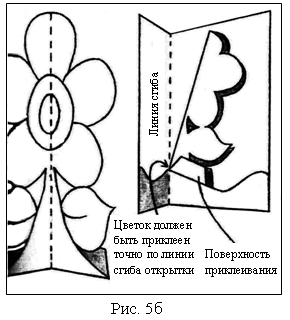 Линия сгиба
Цветок должен
быть приклеен
точно по линии
сгиба открытки
Поверхность
приклеивания
Рис. 5б